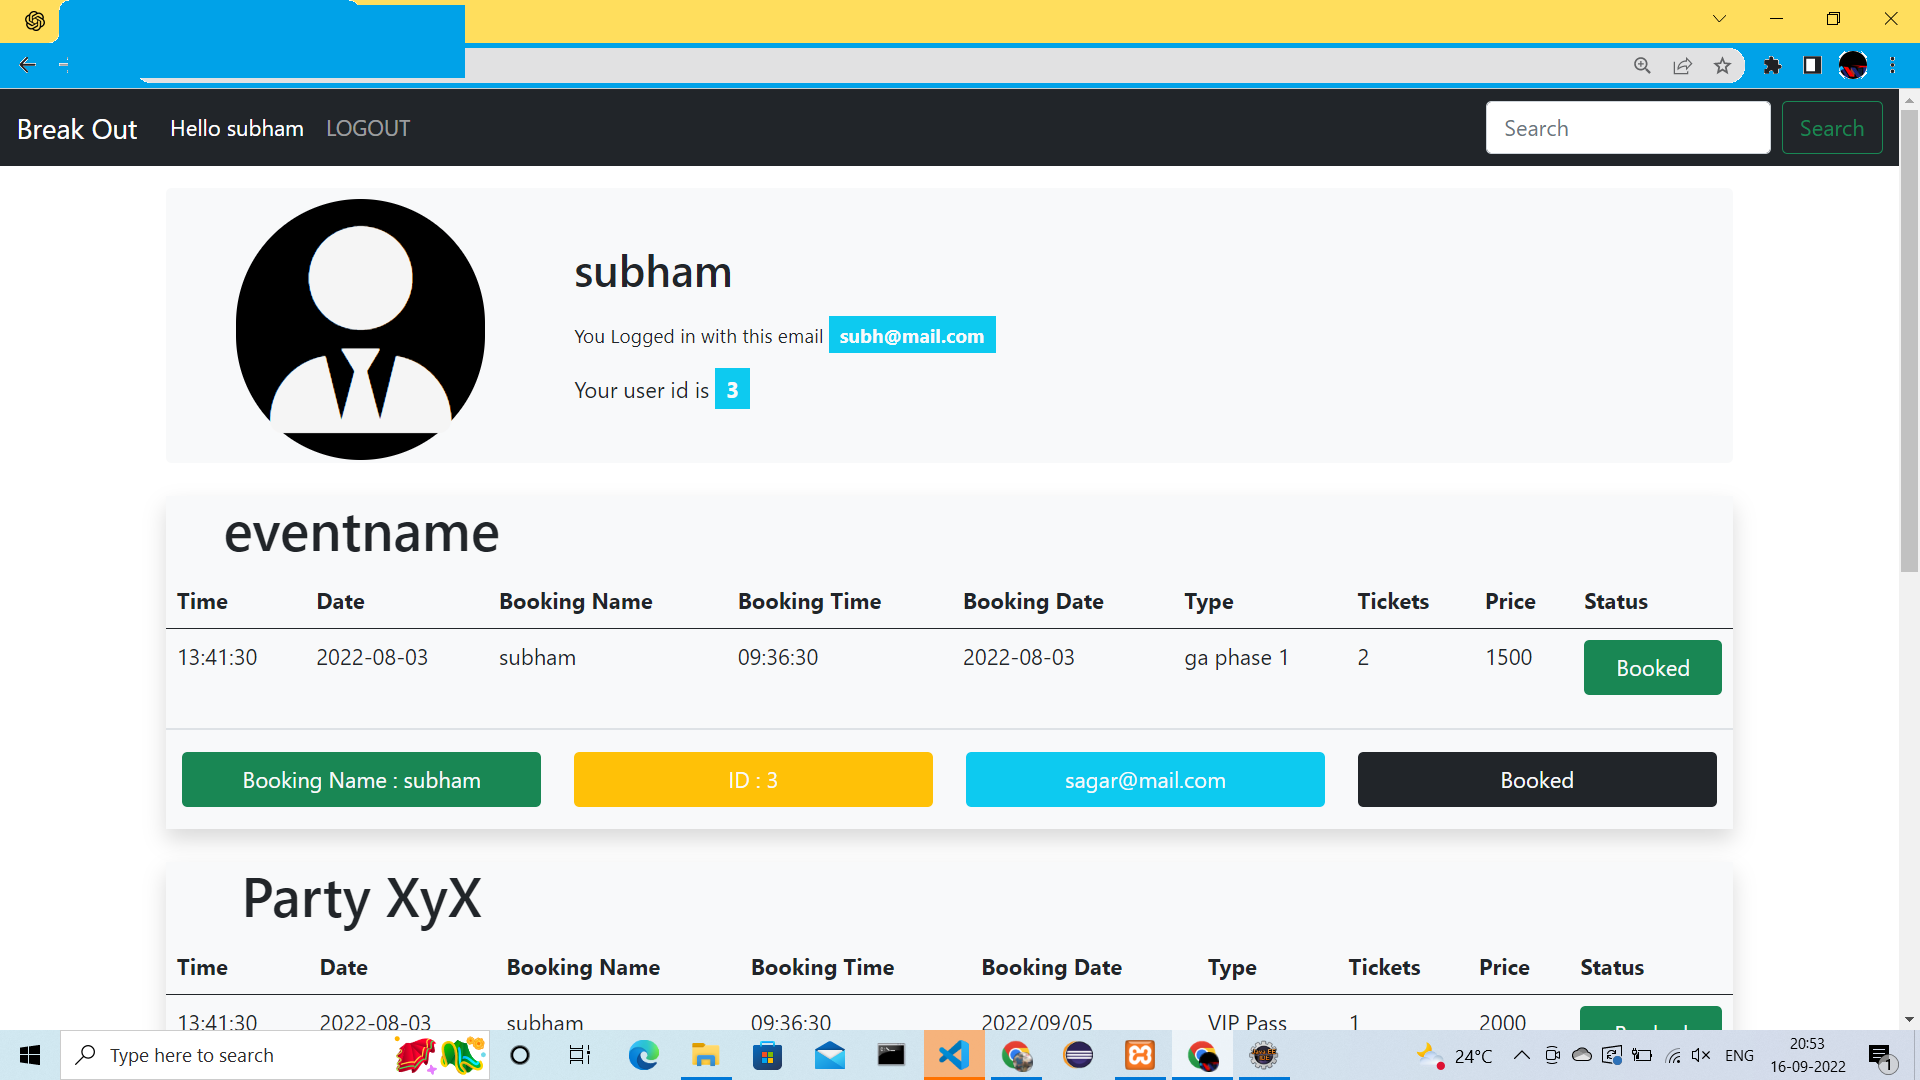 Break Out Hello subham LOGOUT Search Search
subham
You Logged in with this email subh@mail.com
Your user id is 3
eventname
Time Date Booking Name Booking Time Booking Date Type Tickets Price Status
13:41:30 2022-08-03 subham 09:36:30 2022-08-03 ga phase 1 2 1500 Booked
Booking Name : subham ID : 3 sagar@mail.com Booked
Party XyX
Time Date Booking Name Booking Time Booking Date Type Tickets Price Status
13:41:30 2022-08-03 subham 09:36:30 2022/09/05 VIP Pass 1 2000
Type here to search 24°C ENG 20:53
16-09-2022 1